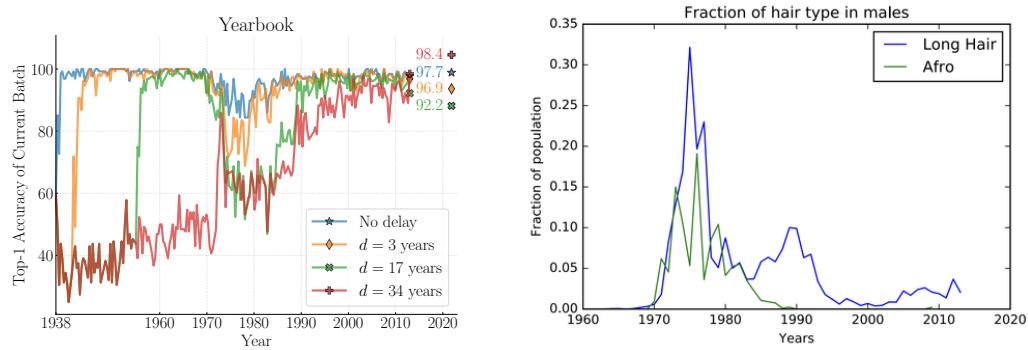 Yearbook
Top-1 Accuracy of Current Batch
100
80
60
40
98.4
97.7
96.9
92.2
No delay
d = 3 years
d = 17 years
d = 34 years
1938
1960
1970
1980
1990
2000
2010
2020
Year
Fraction of hair type in males
Fraction of population
0.35
0.30
0.25
0.20
0.15
0.10
0.05
0.00
Long Hair
Afro
1960
1970
1980
1990
2000
2010
2020
Years